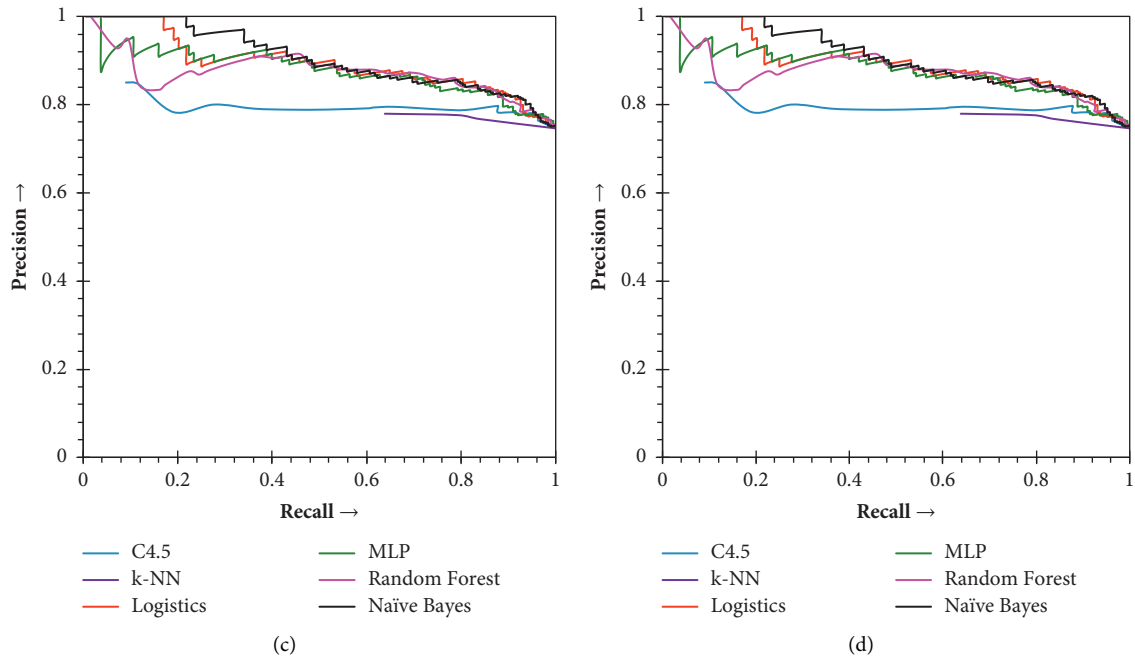 1
0.8
0.6
0.4
0.2
0
Precision →
0 0.2 0.4 0.6 0.8 1
Recall →
C4.5 MLP
k-NN Random Forest
Logistics Naïve Bayes
(c)
1
0.8
0.6
0.4
0.2
0
Precision →
0 0.2 0.4 0.6 0.8 1
Recall →
C4.5 MLP
k-NN Random Forest
Logistics Naïve Bayes
(d)